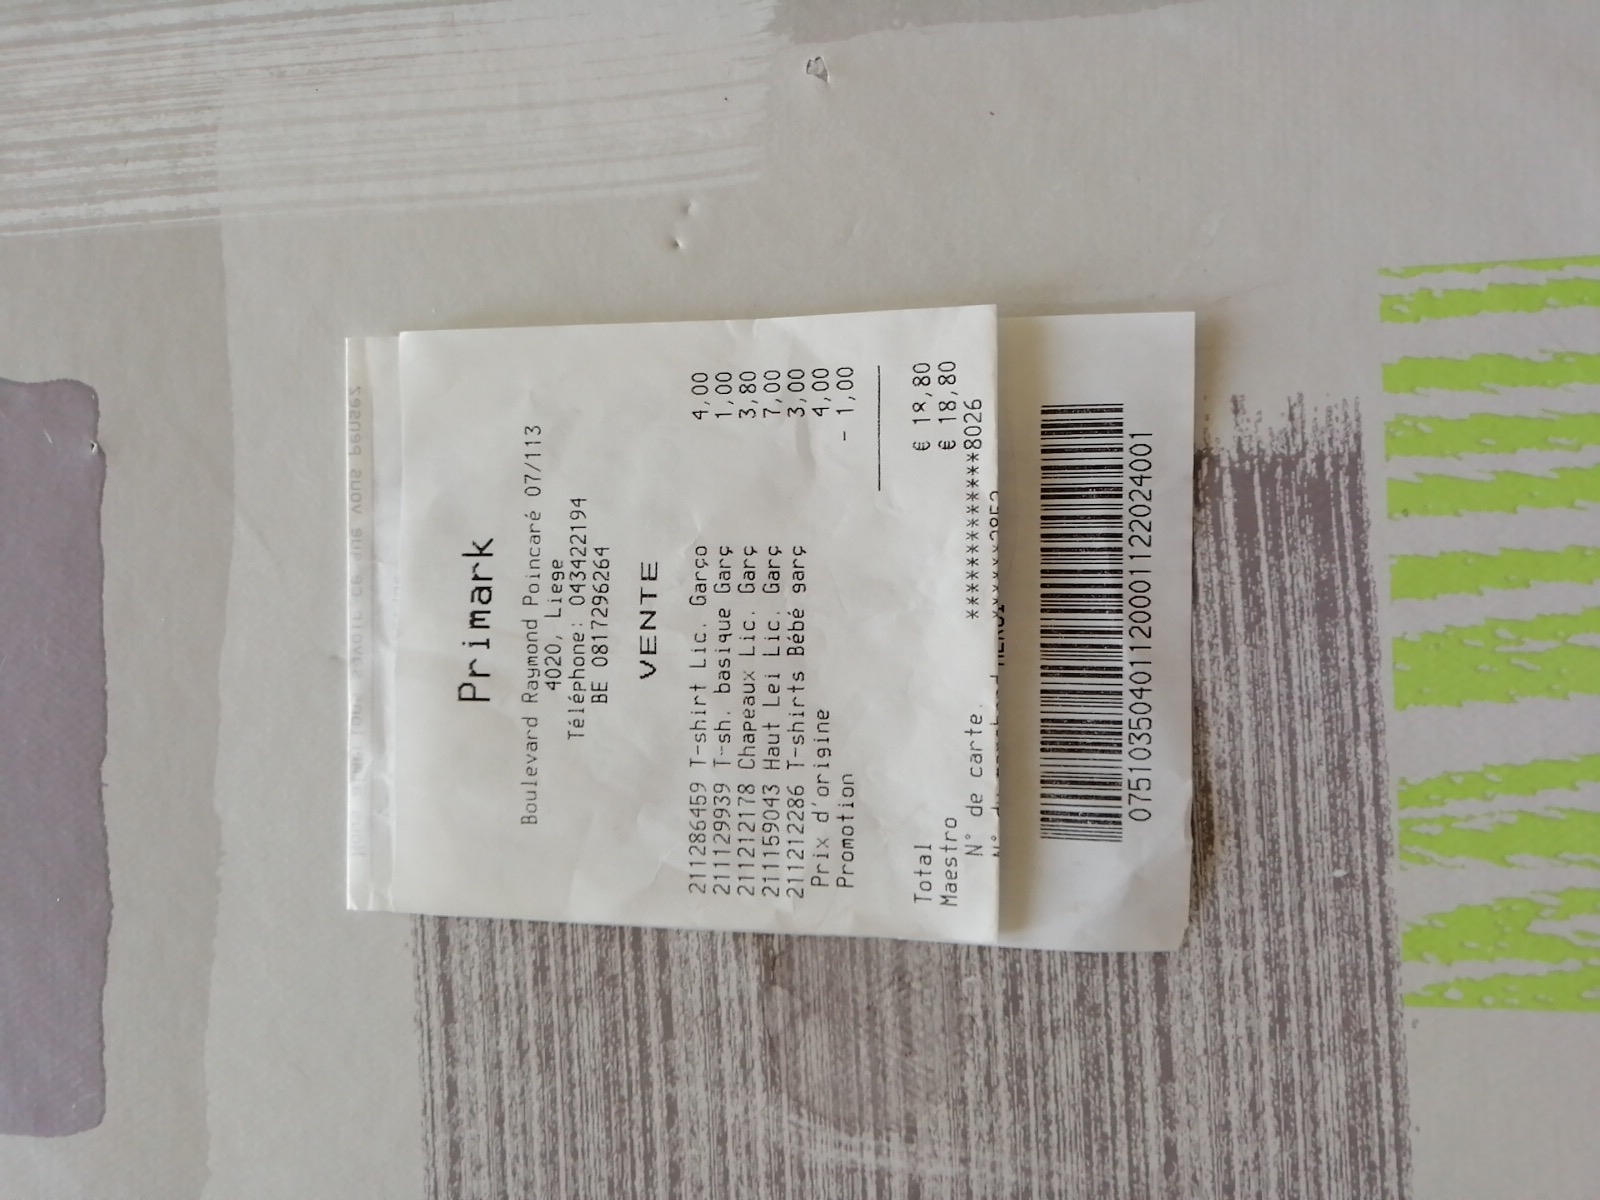 Primark
Boulevard Raymond Poincaré 07/113
4020, Liege
Téléphone: 043422194
BE 0817296264
VENTE
211286459 T-shirt Lic. Garço 4,00
211129939 T-sh. basique Garç 1,00
211212178 Chapeaux Lic. Garç 3,80
211159043 Haut Lei Lic. Garç 7,00
211212286 T-shirts Bébé garç 3,00
Prix d'origine 4,00
Promotion - 1,00
Total € 18,80
Maestro € 18,80
N° de carte. ************8026
07510350401120001122024001